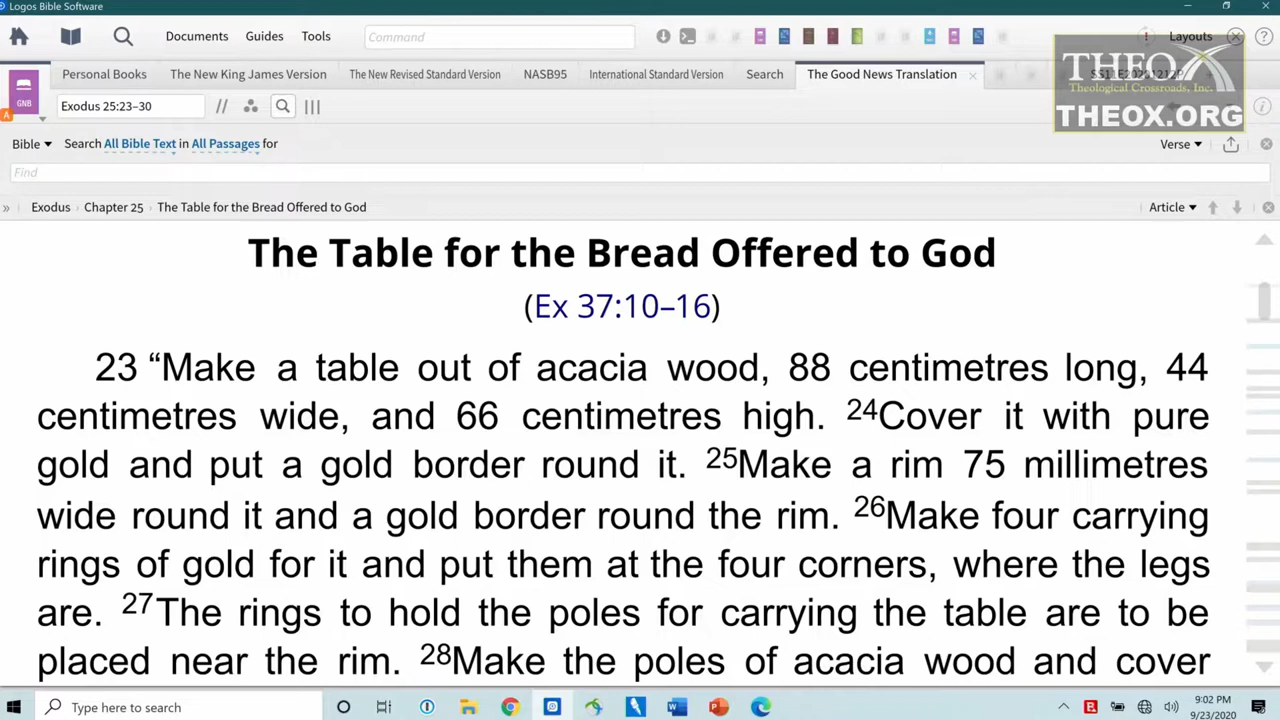 Logos Bible Software
Documents Guides Tools Command Layouts
THEOX
Theological Crossroads, Inc.
THEOX.ORG
Personal Books The New King James Version The New Revised Standard Version NASB95 International Standard Version Search The Good News Translation
GNB Exodus 25:23–30
Bible Search All Bible Text in All Passages for Verse
Find
Exodus › Chapter 25 › The Table for the Bread Offered to God Article
The Table for the Bread Offered to God
(Ex 37:10–16)
23 “Make a table out of acacia wood, 88 centimetres long, 44
centimetres wide, and 66 centimetres high. 24Cover it with pure
gold and put a gold border round it. 25Make a rim 75 millimetres
wide round it and a gold border round the rim. 26Make four carrying
rings of gold for it and put them at the four corners, where the legs
are. 27The rings to hold the poles for carrying the table are to be
placed near the rim. 28Make the poles of acacia wood and cover
Type here to search
9:02 PM
9/23/2020